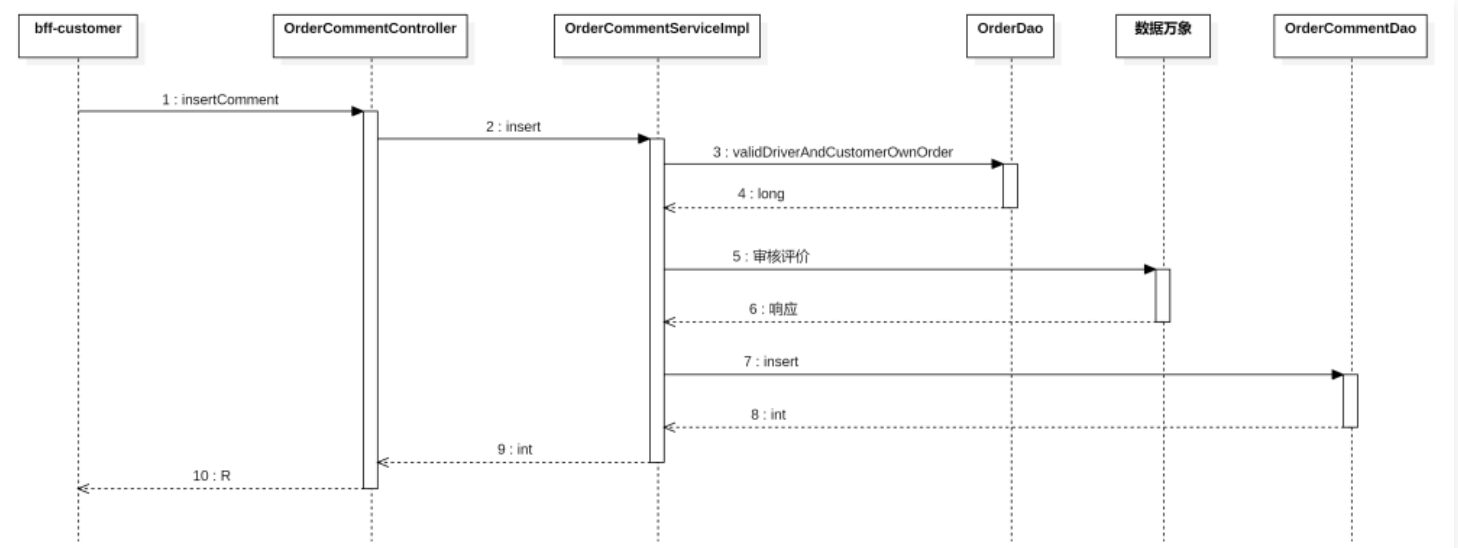 bff-customer
OrderCommentController
OrderCommentServiceImpl
OrderDao
数据万象
OrderCommentDao
1 : insertComment
2 : insert
3 : validDriverAndCustomerOwnOrder
4 : long
5 : 审核评价
6 : 响应
7 : insert
8 : int
9 : int
10 : R